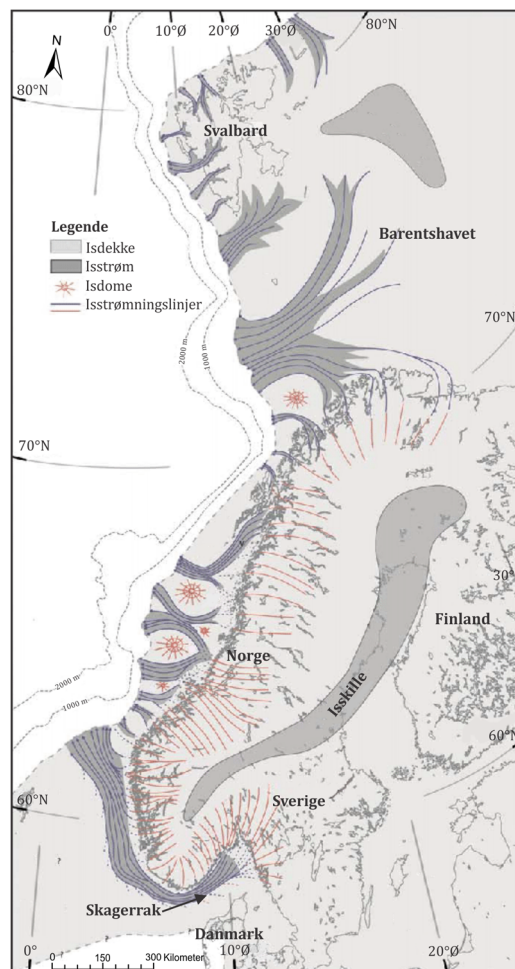 0°
10°Ø
20°Ø
30°Ø
80°N
N
80°N
Svalbard
Legende
Isdekke
Isstrøm
Isdome
Isstrømningslinjer
Barentshavet
70°N
2000 m
1000 m
70°N
30°
Finland
Norge
Isskille
2000 m
1000 m
60°N
60°N
Sverige
?
Skagerrak
Danmark
0°
0
150
300 Kilometer
10°Ø
20°Ø